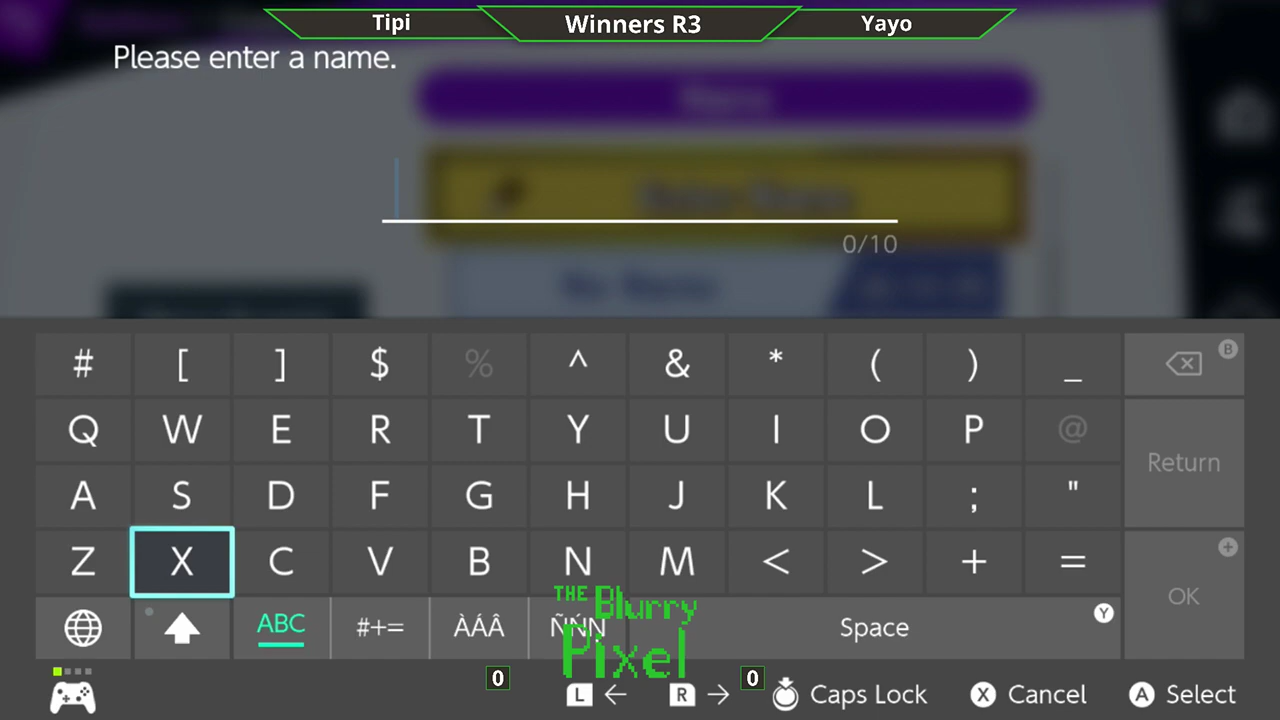 Tipi
Winners R3
Yayo
Please enter a name.
0/10
# [ ] $ % ^ & * ( ) _ B
Q W E R T Y U I O P @ Return
A S D F G H J K L ; "
Z X C V B N M < > + = + OK
ABC #+= ÀÁÂ ÑŃṆ Space Y
THE Blurry
Pixel
0 L ← R → 0 Caps Lock X Cancel A Select